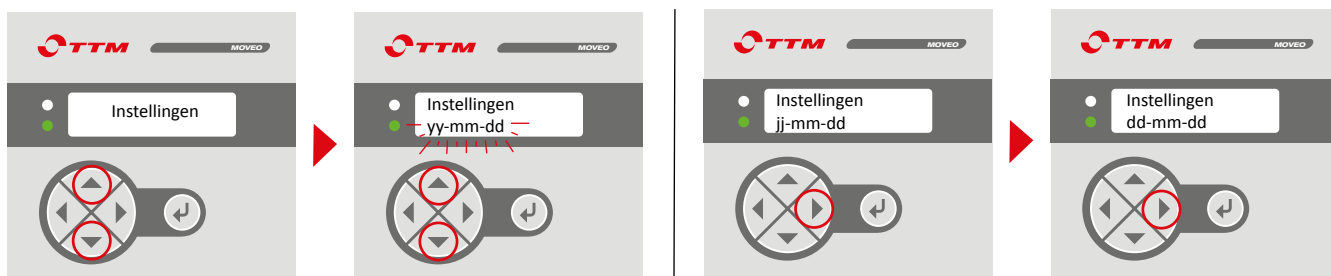 TTM MOVEO
Instellingen
TTM MOVEO
Instellingen
yy-mm-dd
TTM MOVEO
Instellingen
jj-mm-dd
TTM MOVEO
Instellingen
dd-mm-dd